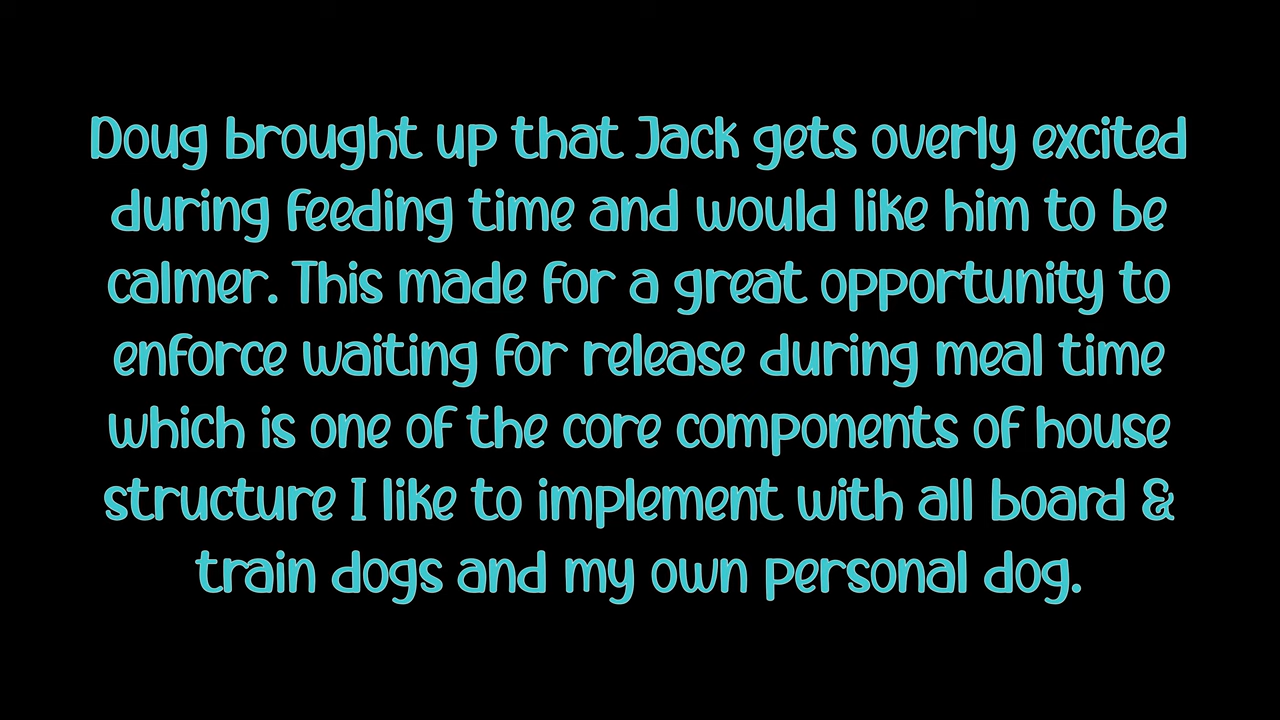 Doug brought up that Jack gets overly excited
during feeding time and would like him to be
calmer. This made for a great opportunity to
enforce waiting for release during meal time
which is one of the core components of house
structure I like to implement with all board &
train dogs and my own personal dog.